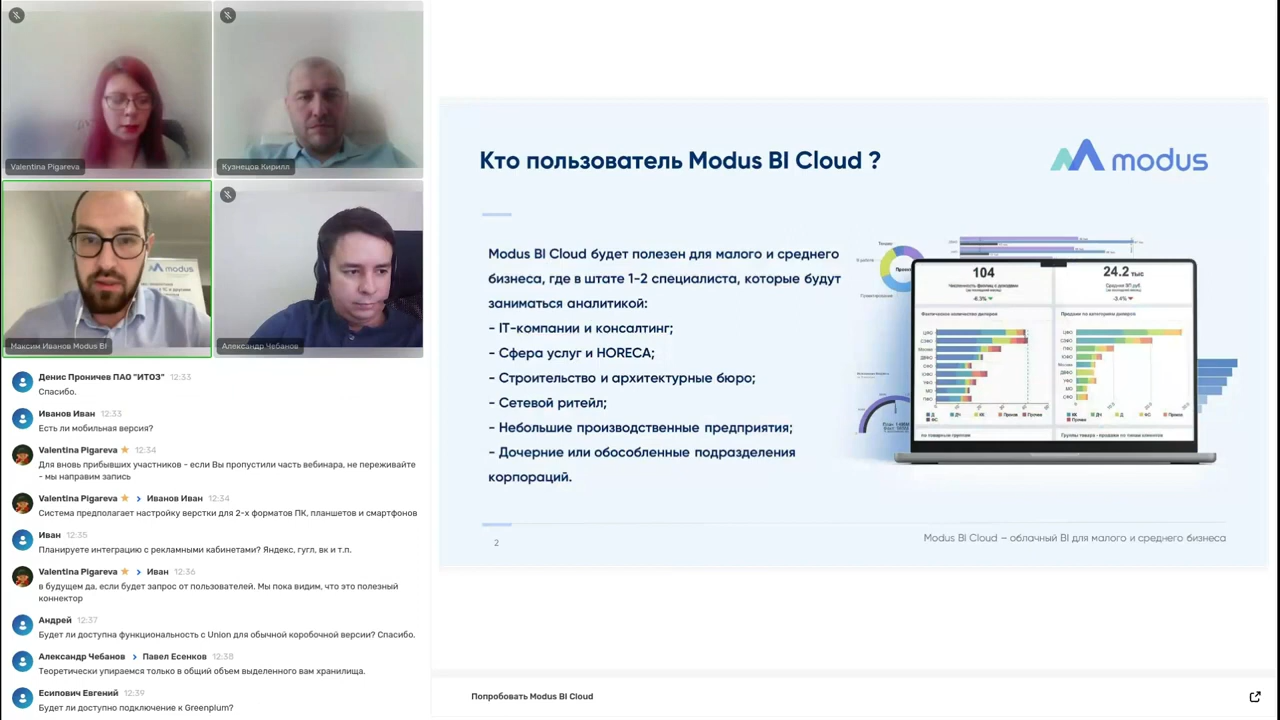 Valentina Pigareva
Кузнецов Кирилл
Максим Иванов Modus BI
Александр Чебанов
modus
Денис Проничев ПАО "ИТОЗ" 12:33
Спасибо.
Иванов Иван 12:33
Есть ли мобильная версия?
Valentina Pigareva 12:34
Для вновь прибывших участников - если Вы пропустили часть вебинара, не переживайте
- мы направим запись
Valentina Pigareva > Иванов Иван 12:34
Система предполагает настройку верстки для 2-х форматов ПК, планшетов и смартфонов
Иван 12:35
Планируете интеграцию с рекламными кабинетами? Яндекс, гугл, вк и т.п.
Valentina Pigareva > Иван 12:36
в будущем да, если будет запрос от пользователей. Мы пока видим, что это полезный
коннектор
Андрей 12:37
Будет ли доступна функциональность с Union для обычной коробочной версии? Спасибо.
Александр Чебанов > Павел Есенков 12:38
Теоретически упираемся только в общий объем выделенного вам хранилища.
Есипович Евгений 12:39
Будет ли доступно подключение к Greenplum?
Кто пользователь Modus BI Cloud ?
modus
Modus BI Cloud будет полезен для малого и среднего
бизнеса, где в штате 1-2 специалиста, которые будут
заниматься аналитикой:
- IT-компании и консалтинг;
- Сфера услуг и HORECA;
- Строительство и архитектурные бюро;
- Сетевой ритейл;
- Небольшие производственные предприятия;
- Дочерние или обособленные подразделения
корпораций.
104
24.2 тыс
-6.3%
-3.4%
2
Modus BI Cloud – облачный BI для малого и среднего бизнеса
Попробовать Modus BI Cloud